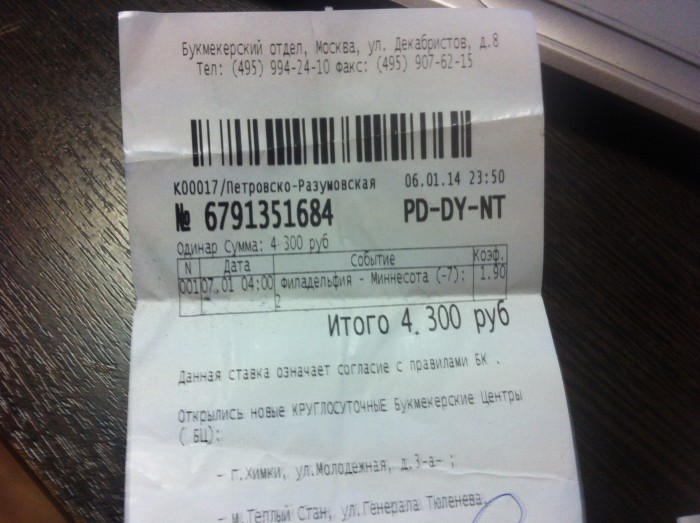 Букмекерский отдел, Москва, ул. Декабристов, д.8
Тел: (495) 994-24-10 Факс: (495) 907-62-15
К00017/Петровско-Разумовская 06.01.14 23:50
№ 6791351684 PD-DY-NT
Одинар Сумма: 4 300 руб
N Дата Событие Коэф.
001 07.01 04:00 Филадельфия - Миннесота (-7): 1.90
2
Итого 4 300 руб
Данная ставка означает согласие с правилами БК .
Открылись новые КРУГЛОСУТОЧНЫЕ Букмекерские Центры
( БЦ):
- г.Химки, ул.Молодежная, д.3-а- ;
- м.Теплый Стан, ул.Генерала Тюленева,